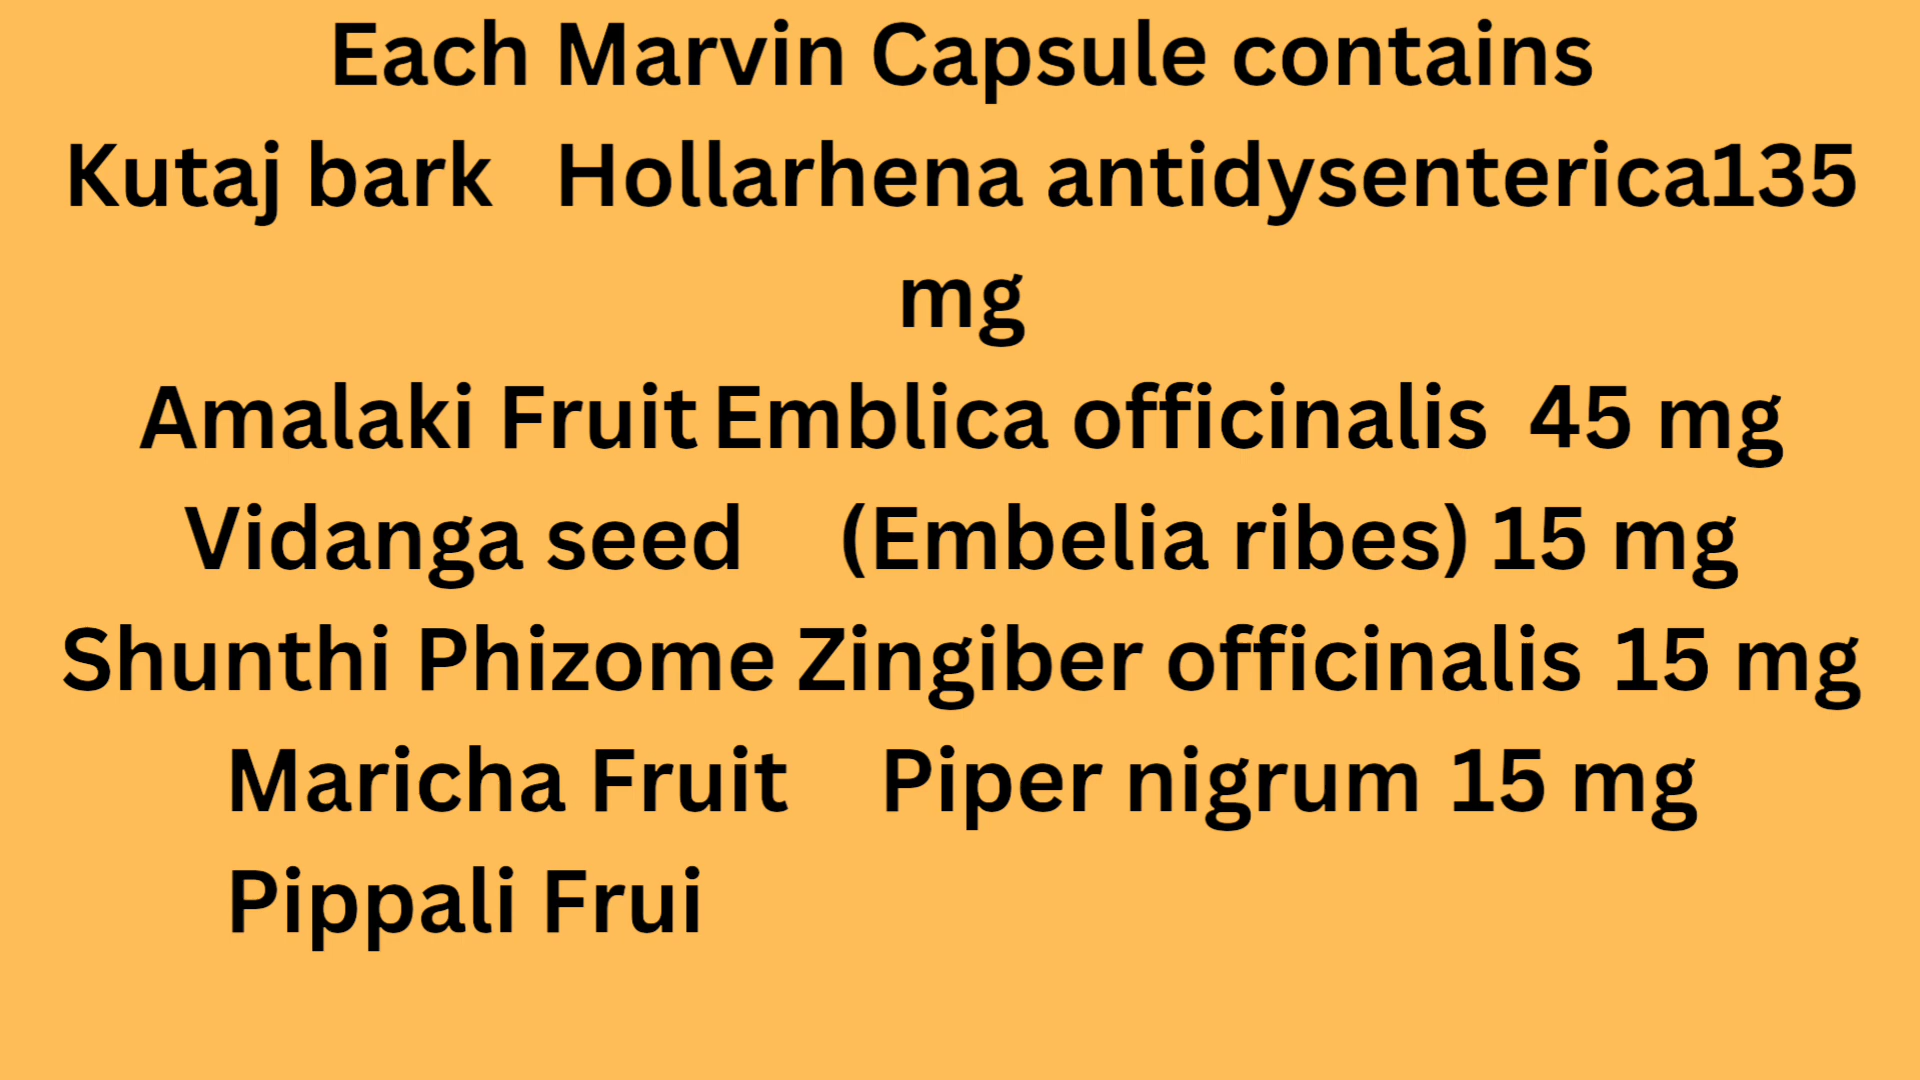 Each Marvin Capsule contains
Kutaj bark Hollarhena antidysenterica135
mg
Amalaki Fruit Emblica officinalis 45 mg
Vidanga seed (Embelia ribes) 15 mg
Shunthi Phizome Zingiber officinalis 15 mg
Maricha Fruit Piper nigrum 15 mg
Pippali Frui